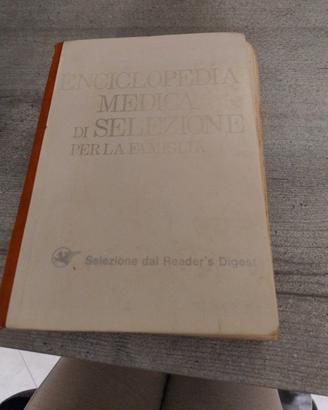 ENCICLOPEDIA
MEDICA
DI SELEZIONE
PER LA FAMIGLIA
Selezione dal Reader's Digest